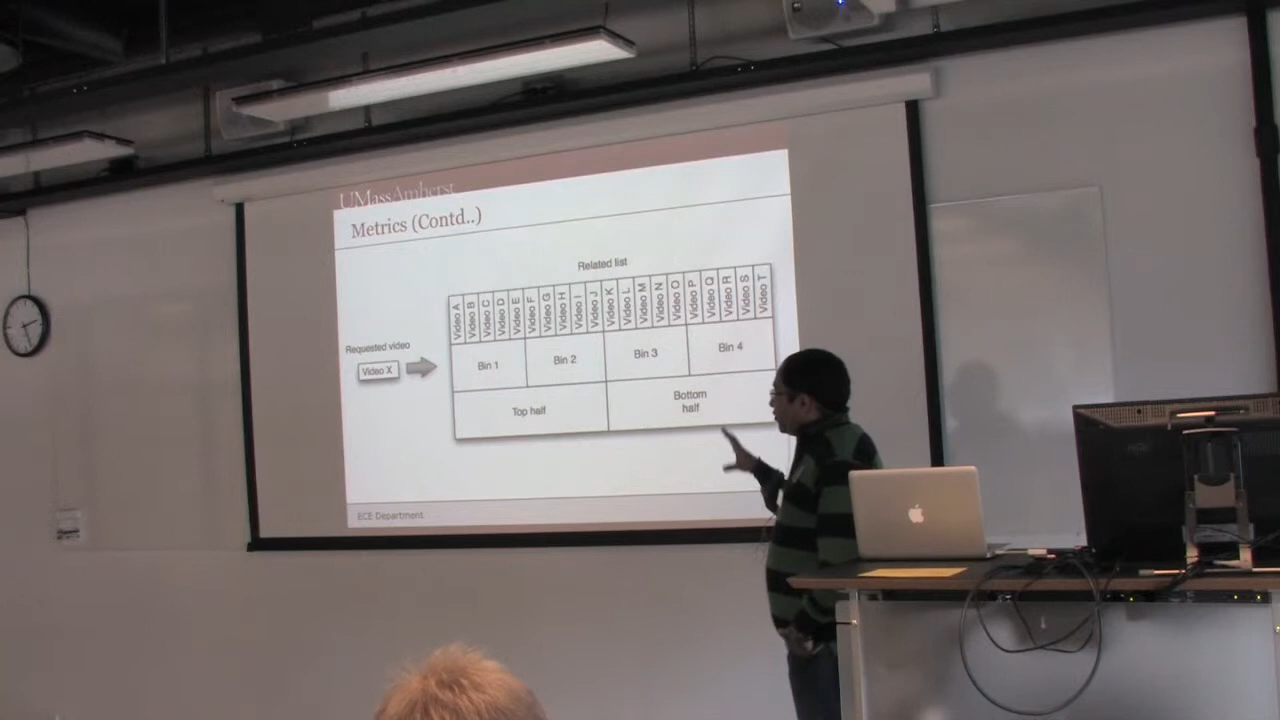 UMassAmherst
Metrics (Contd..)
Related list
Video A
Video B
Video C
Video D
Video E
Video F
Video G
Video H
Video I
Video J
Video K
Video L
Video M
Video N
Video O
Video P
Video Q
Video R
Video S
Video T
Requested video
Video X
Bin 1
Bin 2
Bin 3
Bin 4
Top half
Bottom
half
ECE Department